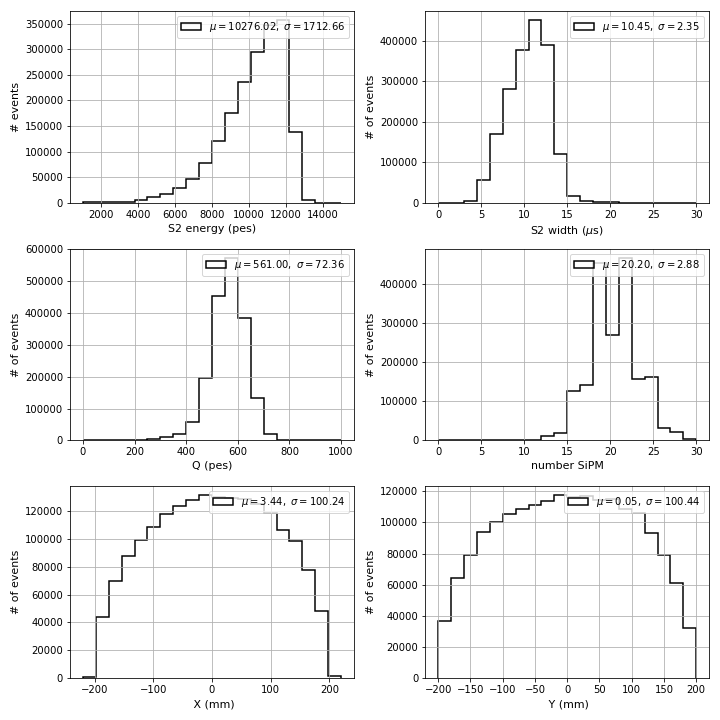 350000
300000
250000
200000
150000
100000
50000
0
# events
μ = 10276.02, σ = 1712.66
2000 4000 6000 8000 10000 12000 14000
S2 energy (pes)
400000
300000
200000
100000
0
# of events
μ = 10.45, σ = 2.35
0 5 10 15 20 25 30
S2 width (μs)
600000
500000
400000
300000
200000
100000
0
# of events
μ = 561.00, σ = 72.36
0 200 400 600 800 1000
Q (pes)
400000
300000
200000
100000
0
# of events
μ = 20.20, σ = 2.88
0 5 10 15 20 25 30
number SiPM
120000
100000
80000
60000
40000
20000
0
# of events
μ = 3.44, σ = 100.24
−200 −100 0 100 200
X (mm)
120000
100000
80000
60000
40000
20000
0
# of events
μ = 0.05, σ = 100.44
−200 −150 −100 −50 0 50 100 150 200
Y (mm)